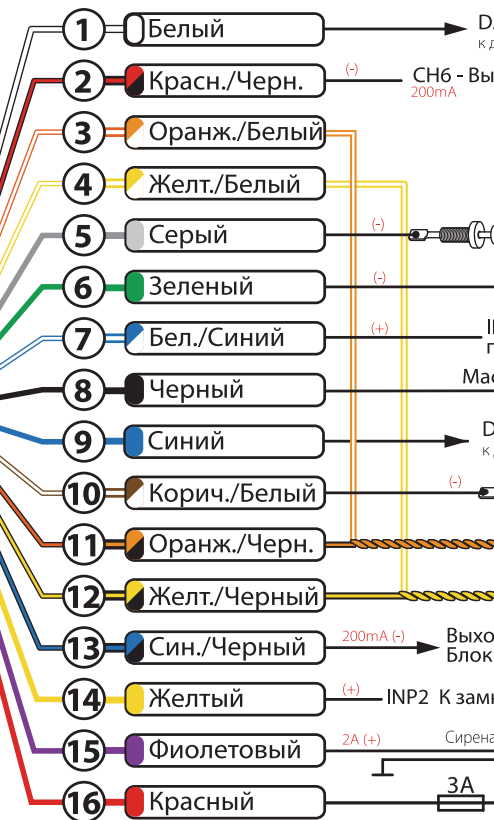 1 Белый D.
к д
2 Красн./Черн. (-) CH6 - Вы
200mA
3 Оранж./Белый
4 Желт./Белый
5 Серый (-)
6 Зеленый (-)
7 Бел./Синий (+)
8 Черный Мас
9 Синий D
к
10 Корич./Белый (-)
11 Оранж./Черн.
12 Желт./Черный
13 Син./Черный 200mA (-) Выхо
Блок
14 Желтый (+) INP2 К замк
15 Фиолетовый 2A (+) Сирена
16 Красный 3А